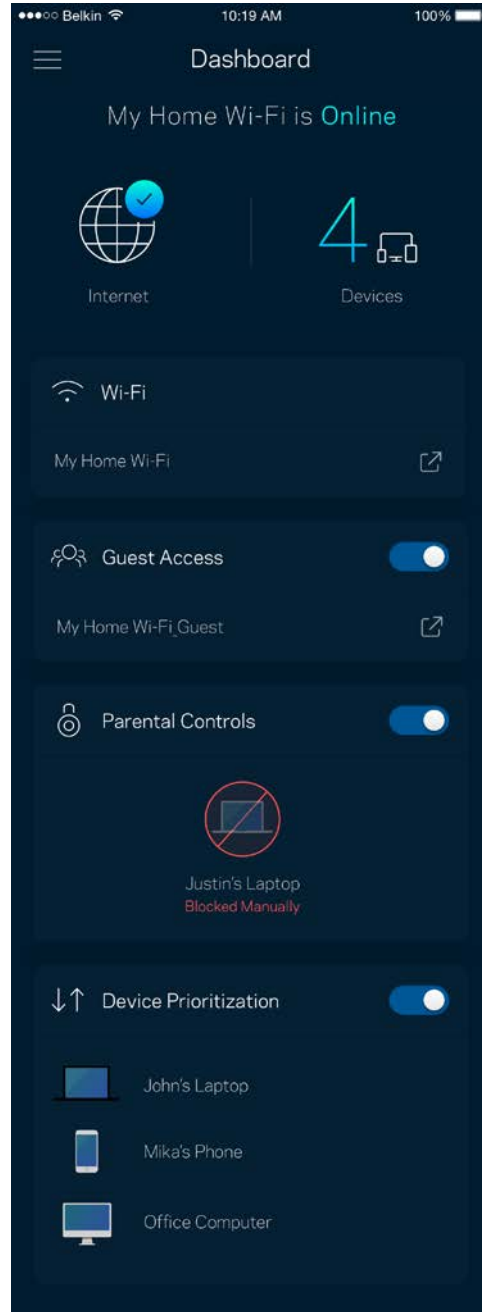 Belkin 10:19 AM 100%
Dashboard
My Home Wi-Fi is Online
4
Internet Devices
Wi-Fi
My Home Wi-Fi
Guest Access
My Home Wi-Fi_Guest
Parental Controls
Justin's Laptop
Blocked Manually
Device Prioritization
John's Laptop
Mika's Phone
Office Computer